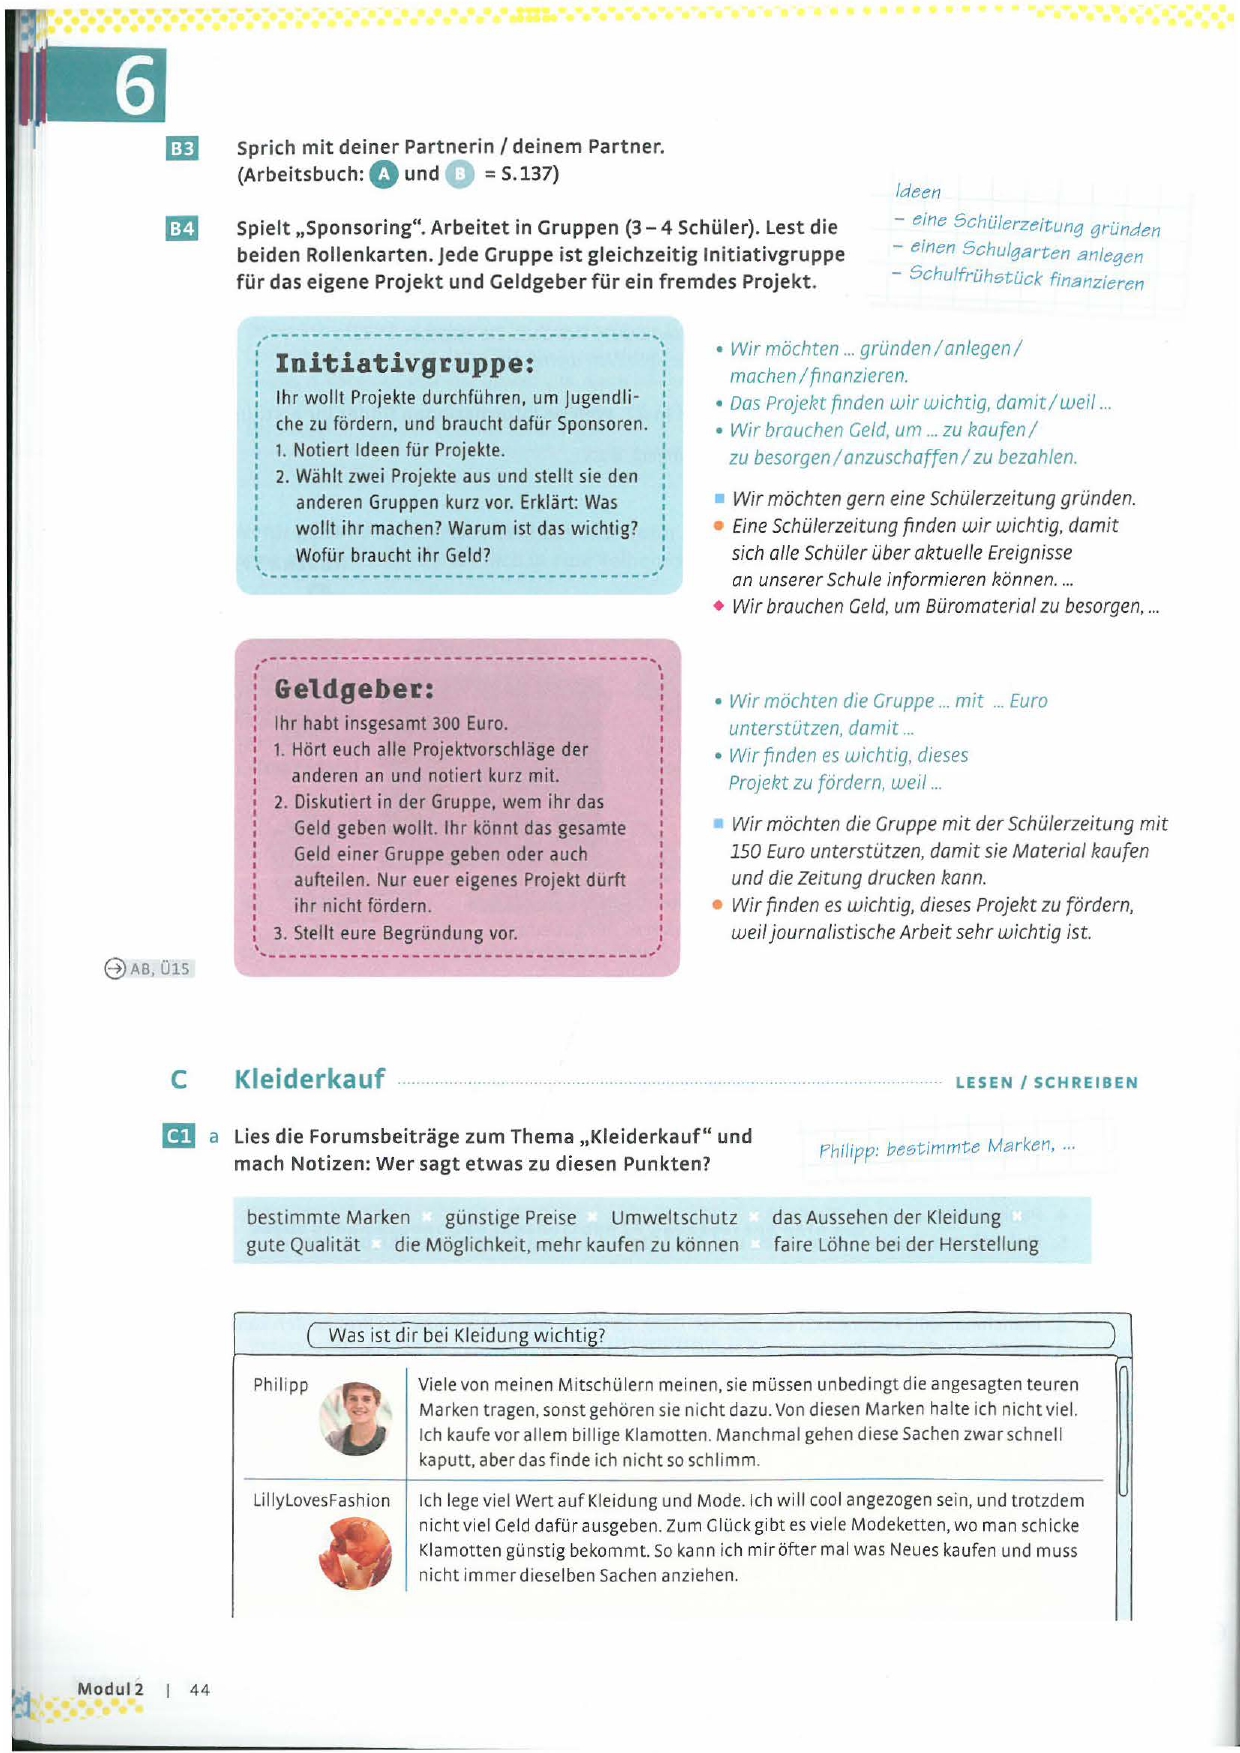 6
B3 Sprich mit deiner Partnerin / deinem Partner.
(Arbeitsbuch: A und B = S.137)
Ideen
– eine Schülerzeitung gründen
– einen Schulgarten anlegen
– Schulfrühstück finanzieren
B4 Spielt „Sponsoring“. Arbeitet in Gruppen (3 – 4 Schüler). Lest die
beiden Rollenkarten. Jede Gruppe ist gleichzeitig Initiativgruppe
für das eigene Projekt und Geldgeber für ein fremdes Projekt.
Initiativgruppe:
Ihr wollt Projekte durchführen, um Jugendli-
che zu fördern, und braucht dafür Sponsoren.
1. Notiert Ideen für Projekte.
2. Wählt zwei Projekte aus und stellt sie den
anderen Gruppen kurz vor. Erklärt: Was
wollt ihr machen? Warum ist das wichtig?
Wofür braucht ihr Geld?
• Wir möchten ... gründen / anlegen /
machen / finanzieren.
• Das Projekt finden wir wichtig, damit / weil ...
• Wir brauchen Geld, um ... zu kaufen /
zu besorgen / anzuschaffen / zu bezahlen.
Wir möchten gern eine Schülerzeitung gründen.
Eine Schülerzeitung finden wir wichtig, damit
sich alle Schüler über aktuelle Ereignisse
an unserer Schule informieren können. ...
Wir brauchen Geld, um Büromaterial zu besorgen, ...
Geldgeber:
Ihr habt insgesamt 300 Euro.
1. Hört euch alle Projektvorschläge der
anderen an und notiert kurz mit.
2. Diskutiert in der Gruppe, wem ihr das
Geld geben wollt. Ihr könnt das gesamte
Geld einer Gruppe geben oder auch
aufteilen. Nur euer eigenes Projekt dürft
ihr nicht fördern.
3. Stellt eure Begründung vor.
• Wir möchten die Gruppe ... mit ... Euro
unterstützen, damit ...
• Wir finden es wichtig, dieses
Projekt zu fördern, weil ...
Wir möchten die Gruppe mit der Schülerzeitung mit
150 Euro unterstützen, damit sie Material kaufen
und die Zeitung drucken kann.
Wir finden es wichtig, dieses Projekt zu fördern,
weil journalistische Arbeit sehr wichtig ist.
AB, Ü15
C Kleiderkauf LESEN / SCHREIBEN
C1 a Lies die Forumsbeiträge zum Thema „Kleiderkauf“ und
mach Notizen: Wer sagt etwas zu diesen Punkten?
Philipp: bestimmte Marken, ...
bestimmte Marken × günstige Preise × Umweltschutz × das Aussehen der Kleidung ×
gute Qualität × die Möglichkeit, mehr kaufen zu können × faire Löhne bei der Herstellung
Was ist dir bei Kleidung wichtig?
Philipp
Viele von meinen Mitschülern meinen, sie müssen unbedingt die angesagten teuren
Marken tragen, sonst gehören sie nicht dazu. Von diesen Marken halte ich nicht viel.
Ich kaufe vor allem billige Klamotten. Manchmal gehen diese Sachen zwar schnell
kaputt, aber das finde ich nicht so schlimm.
LillyLovesFashion
Ich lege viel Wert auf Kleidung und Mode. Ich will cool angezogen sein, und trotzdem
nicht viel Geld dafür ausgeben. Zum Glück gibt es viele Modeketten, wo man schicke
Klamotten günstig bekommt. So kann ich mir öfter mal was Neues kaufen und muss
nicht immer dieselben Sachen anziehen.
Modul 2 | 44